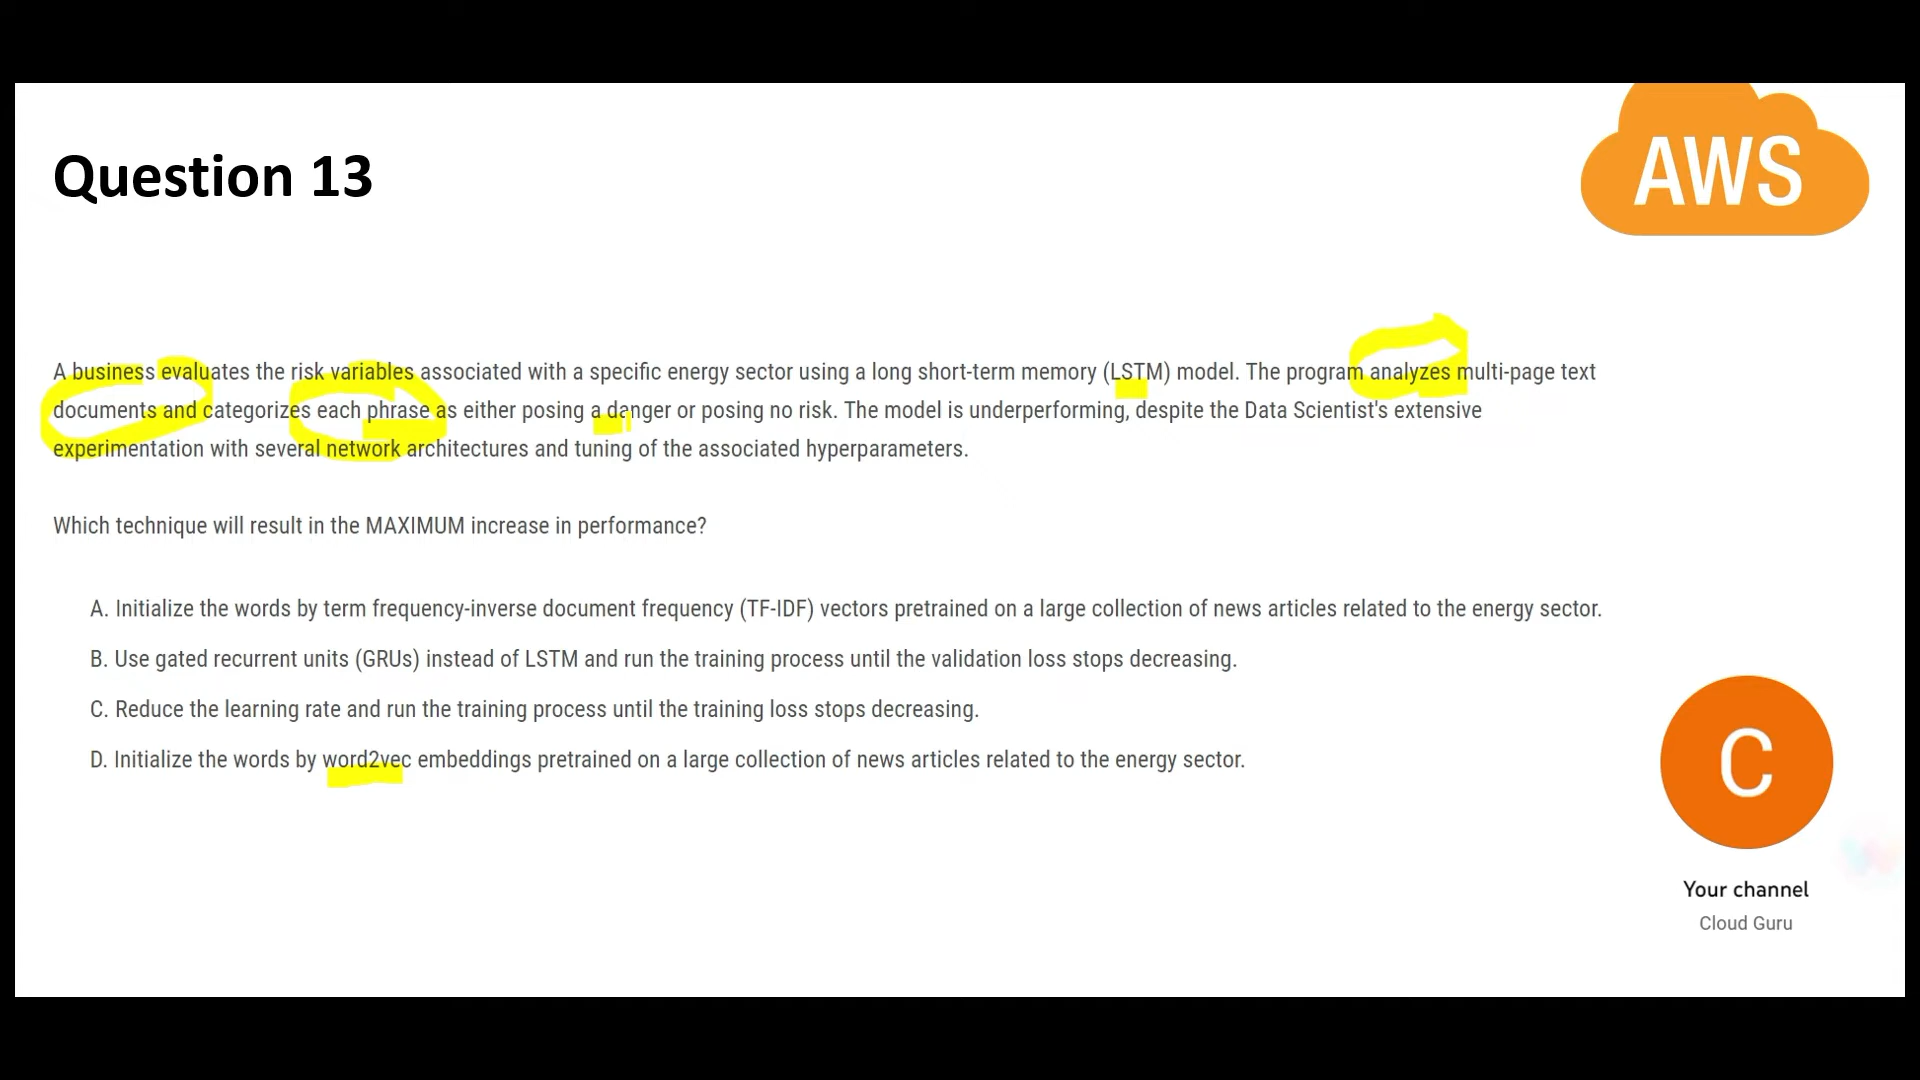 AWS
Question 13
A business evaluates the risk variables associated with a specific energy sector using a long short-term memory (LSTM) model. The program analyzes multi-page text
documents and categorizes each phrase as either posing a danger or posing no risk. The model is underperforming, despite the Data Scientist's extensive
experimentation with several network architectures and tuning of the associated hyperparameters.
Which technique will result in the MAXIMUM increase in performance?
A. Initialize the words by term frequency-inverse document frequency (TF-IDF) vectors pretrained on a large collection of news articles related to the energy sector.
B. Use gated recurrent units (GRUs) instead of LSTM and run the training process until the validation loss stops decreasing.
C. Reduce the learning rate and run the training process until the training loss stops decreasing.
D. Initialize the words by word2vec embeddings pretrained on a large collection of news articles related to the energy sector.
C
Your channel
Cloud Guru